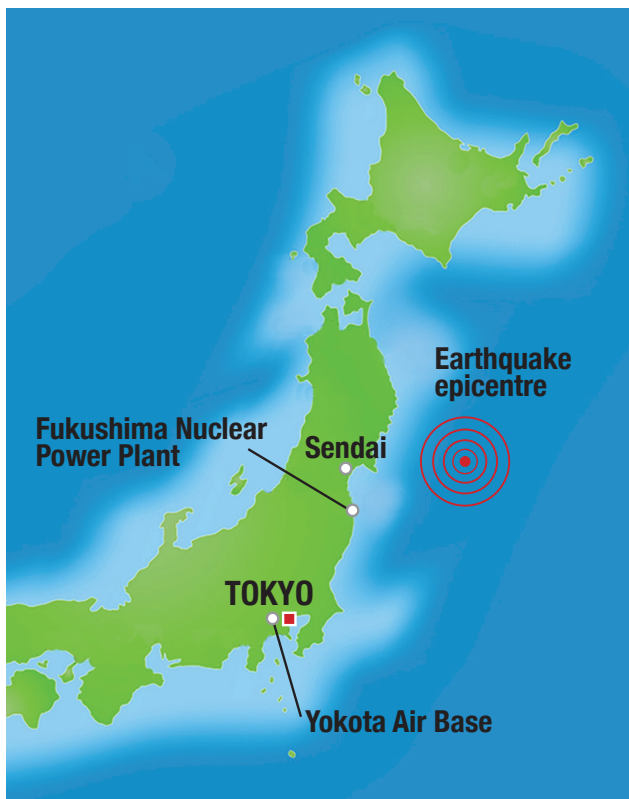 Earthquake
epicentre
Fukushima Nuclear
Power Plant
Sendai
TOKYO
Yokota Air Base